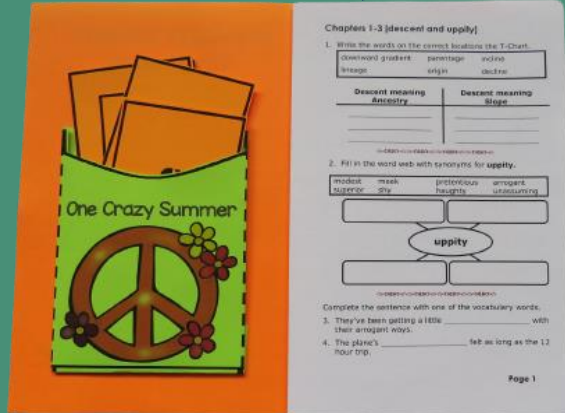 One Crazy Summer
Chapters 1-3 [descent and uppity]
1. Write the words on the correct locations the T-Chart.
downward gradient parentage incline
lineage origin decline
Descent meaning Ancestry
Descent meaning Slope
2. Fill in the word web with synonyms for uppity.
modest meek pretentious arrogant
superior shy haughty unassuming
uppity
Complete the sentence with one of the vocabulary words.
3. They've been getting a little ____________ with
their arrogant ways.
4. The plane's ____________ felt as long as the 12
hour trip.
Page 1